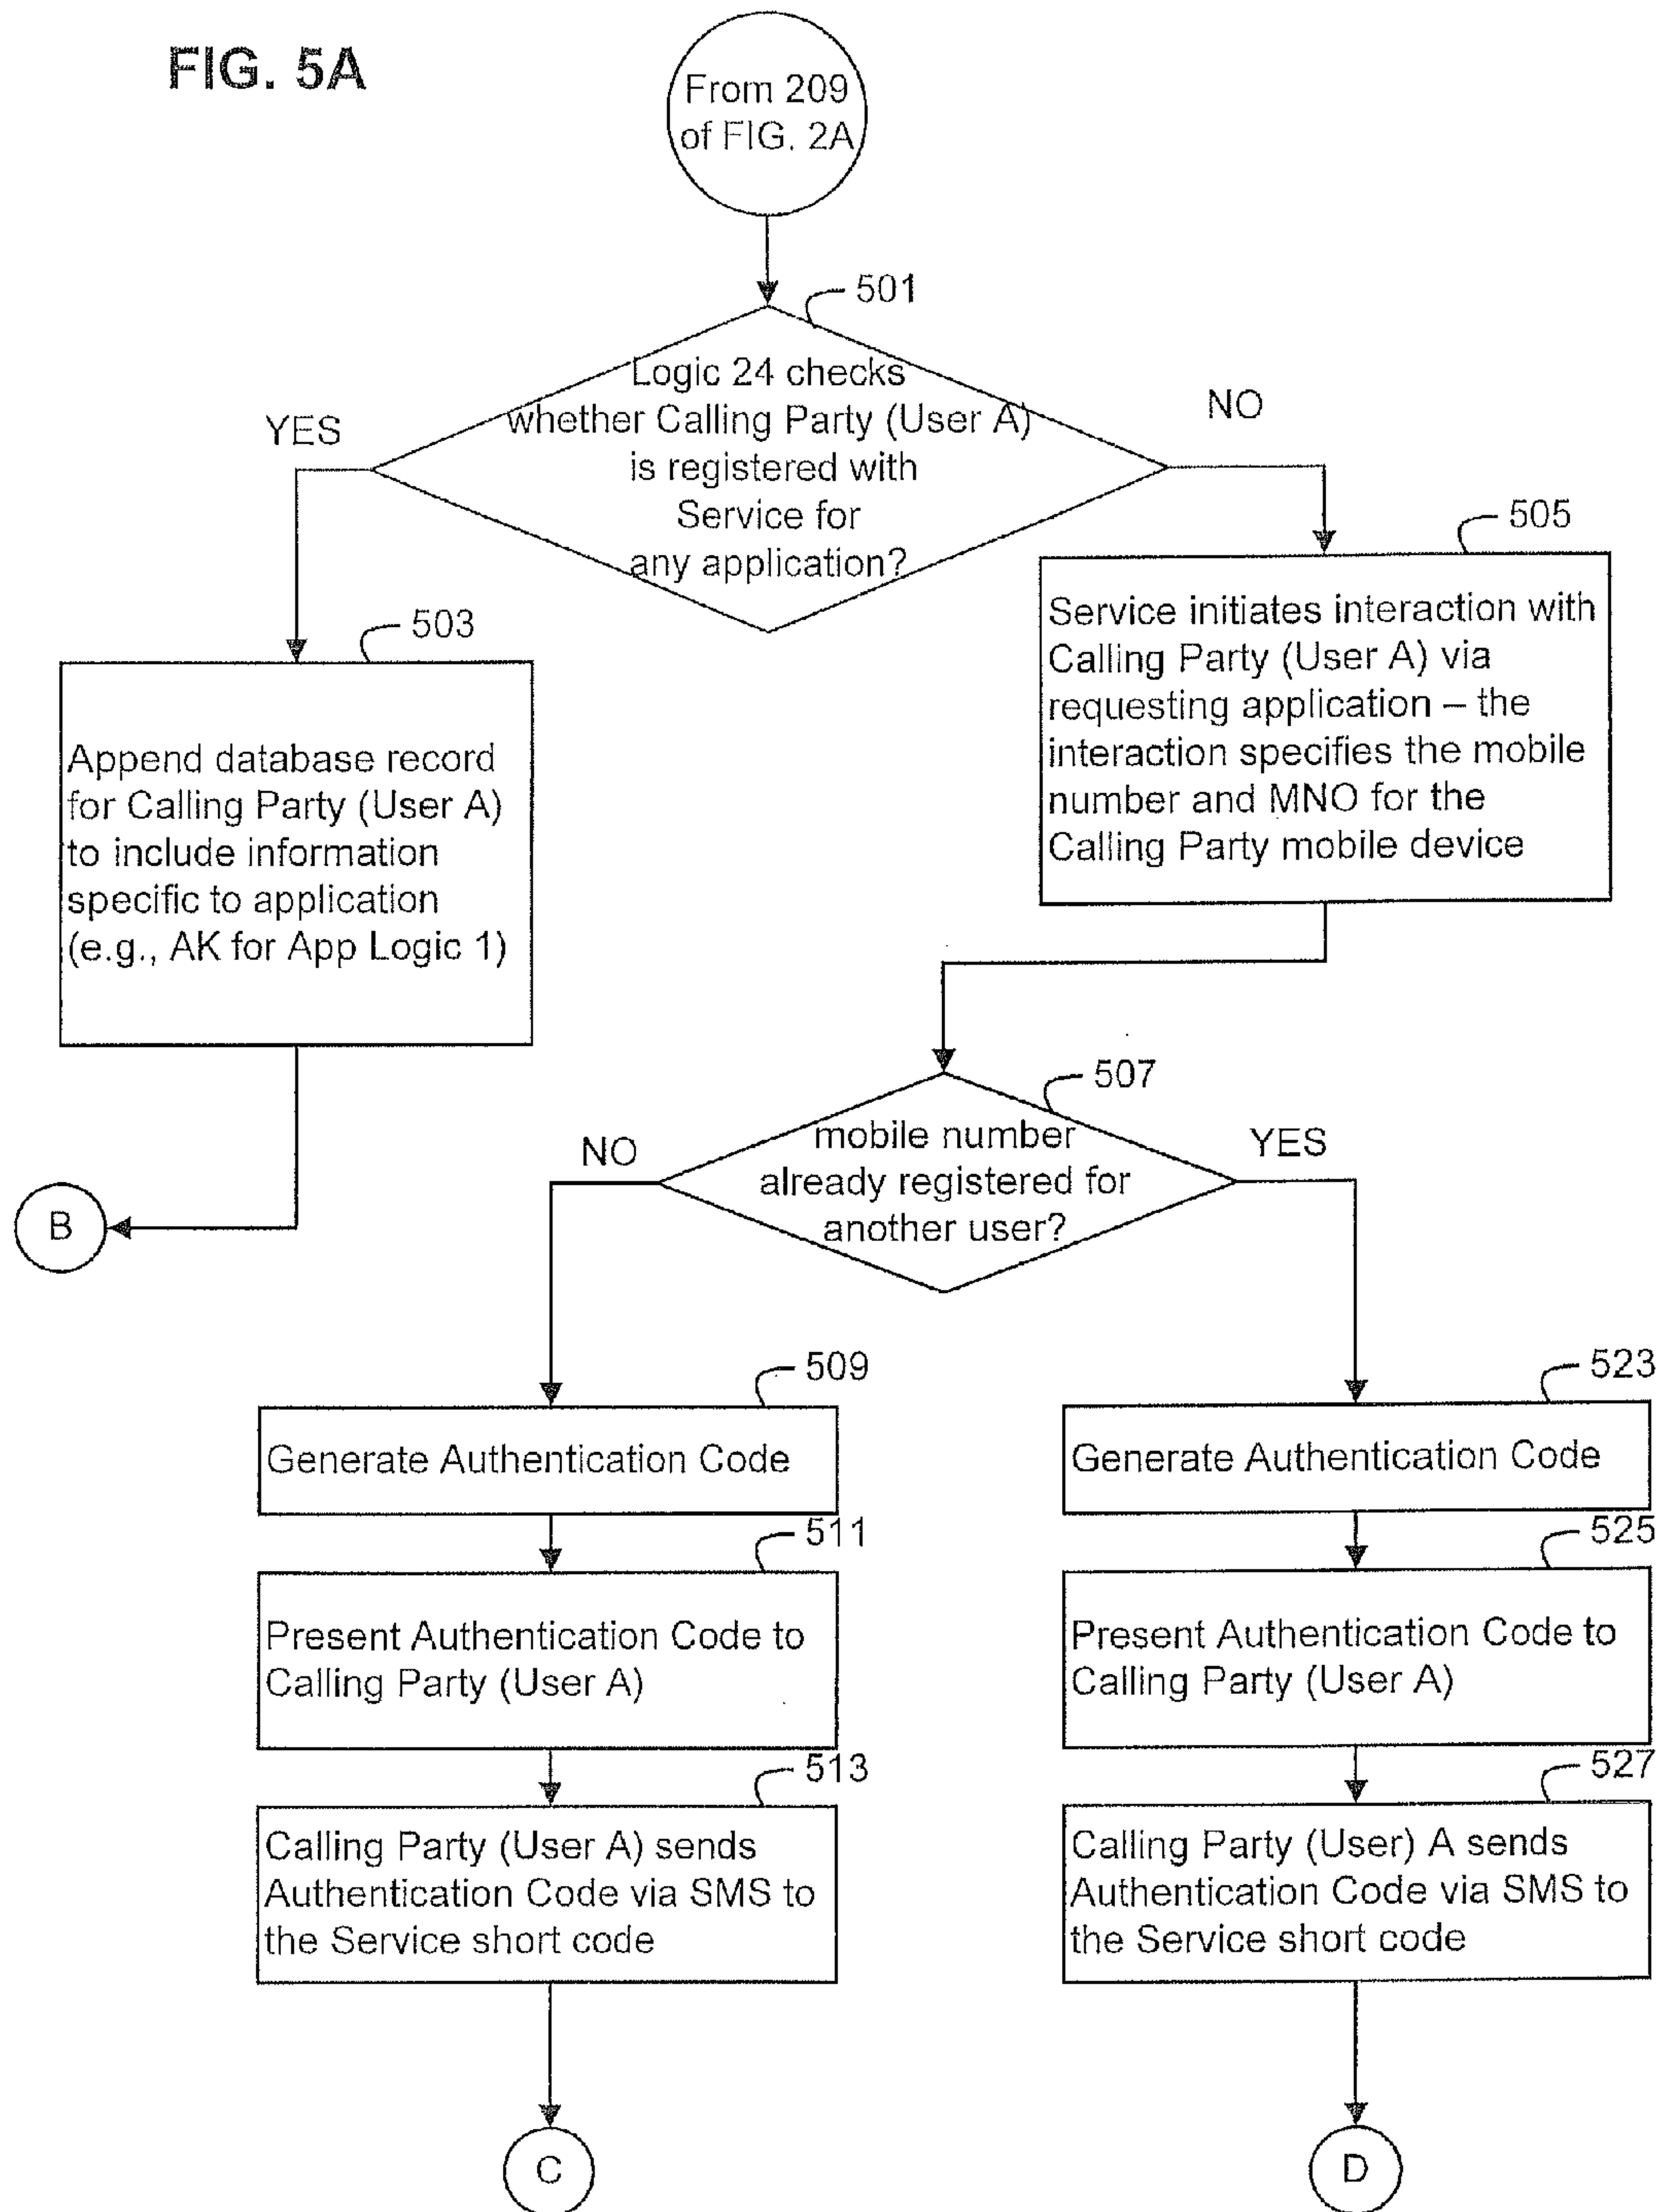 FIG. 5A
From 209
of FIG. 2A
501
Logic 24 checks
whether Calling Party (User A)
is registered with
Service for
any application?
YES
NO
503
Append database record
for Calling Party (User A)
to include information
specific to application
(e.g., AK for App Logic 1)
505
Service initiates interaction with
Calling Party (User A) via
requesting application – the
interaction specifies the mobile
number and MNO for the
Calling Party mobile device
B
507
mobile number
already registered for
another user?
NO
YES
509
Generate Authentication Code
511
Present Authentication Code to
Calling Party (User A)
513
Calling Party (User A) sends
Authentication Code via SMS to
the Service short code
C
523
Generate Authentication Code
525
Present Authentication Code to
Calling Party (User A)
527
Calling Party (User) A sends
Authentication Code via SMS to
the Service short code
D